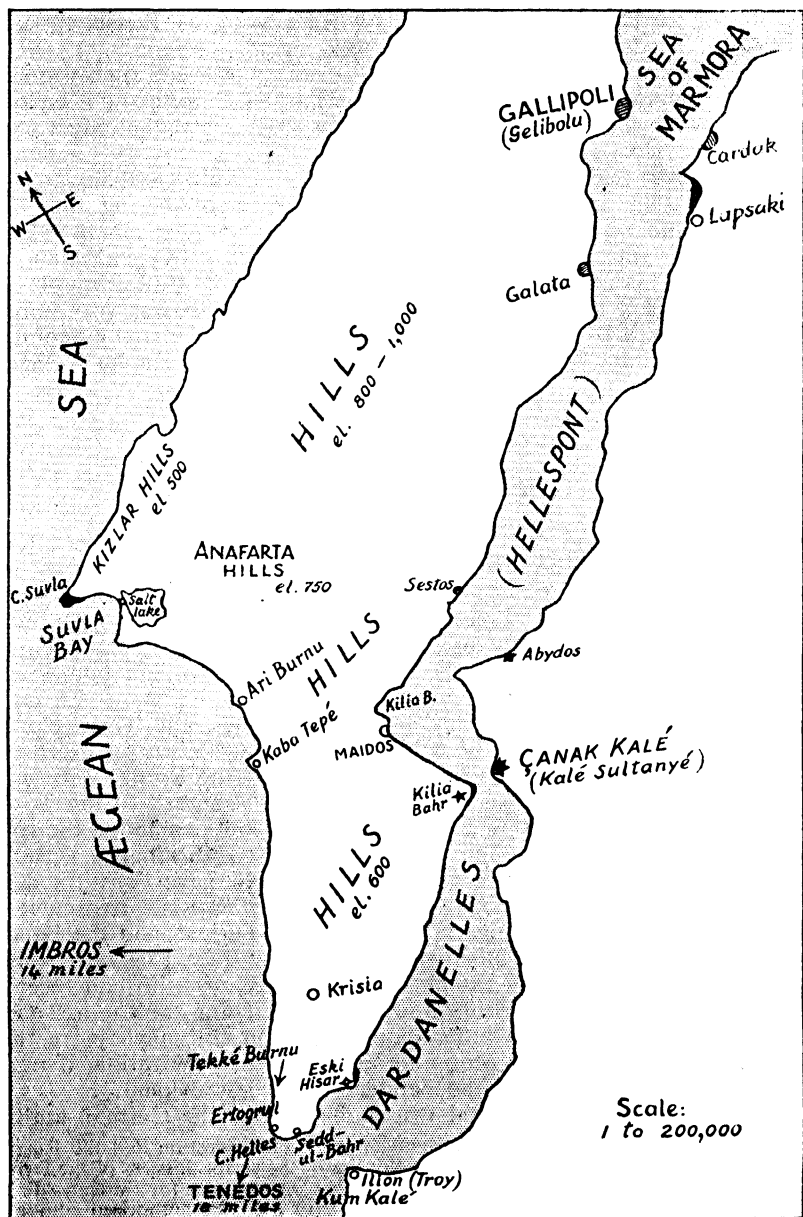 SEA
OF
MARMORA
GALLIPOLI
(Gelibolu)
Carduk
Lapsaki
N
E
W
S
Galata
HILLS
el. 800 – 1,000
SEA
(HELLESPONT)
KIZLAR HILLS
el 500
ANAFARTA
HILLS
el. 750
Sestos
C. Suvla
Salt
lake
SUVLA
BAY
Abydos
HILLS
Ari Burnu
Kilia B.
Kaba Tepé
MAIDOS
ÇANAK KALÉ
(Kalé Sultanyé)
Kilia
Bahr
ÆGEAN
HILLS
el. 600
IMBROS
14 miles
Krisia
DARDANELLES
Tekké Burnu
Eski
Hisar
Ertogrul
C. Helles
Sedd-
ul-Bahr
Scale:
1 to 200,000
TENEDOS
miles
Ilion (Troy)
Kum Kalé